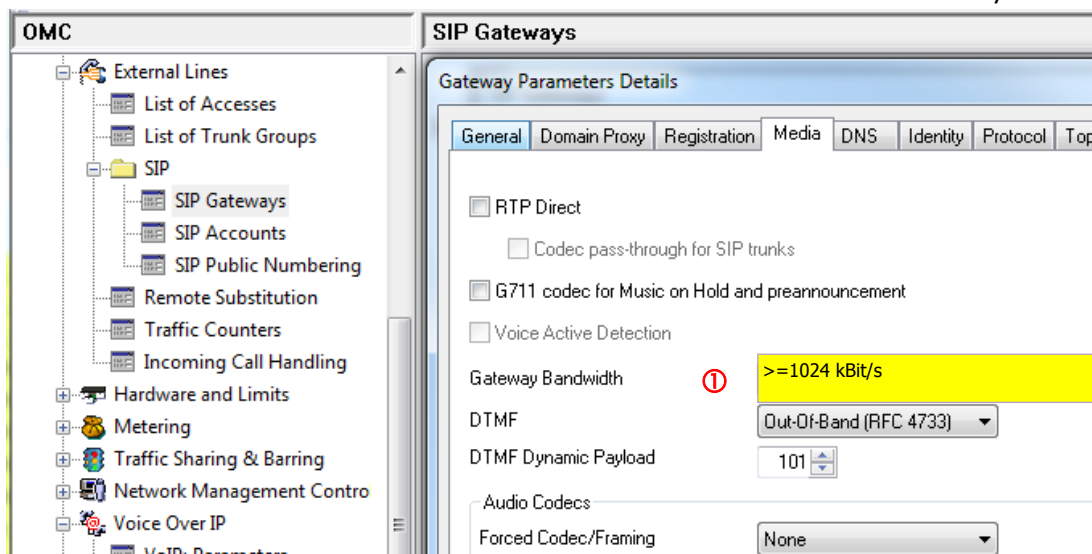 OMC
SIP Gateways
External Lines
List of Accesses
List of Trunk Groups
SIP
SIP Gateways
SIP Accounts
SIP Public Numbering
Remote Substitution
Traffic Counters
Incoming Call Handling
Hardware and Limits
Metering
Traffic Sharing & Barring
Network Management Contro
Voice Over IP
VoIP: Parameters
Gateway Parameters Details
General Domain Proxy Registration Media DNS Identity Protocol Top
RTP Direct
Codec pass-through for SIP trunks
G711 codec for Music on Hold and preannouncement
Voice Active Detection
Gateway Bandwidth ① >=1024 kBit/s
DTMF Out-Of-Band (RFC 4733)
DTMF Dynamic Payload 101
Audio Codecs
Forced Codec/Framing None